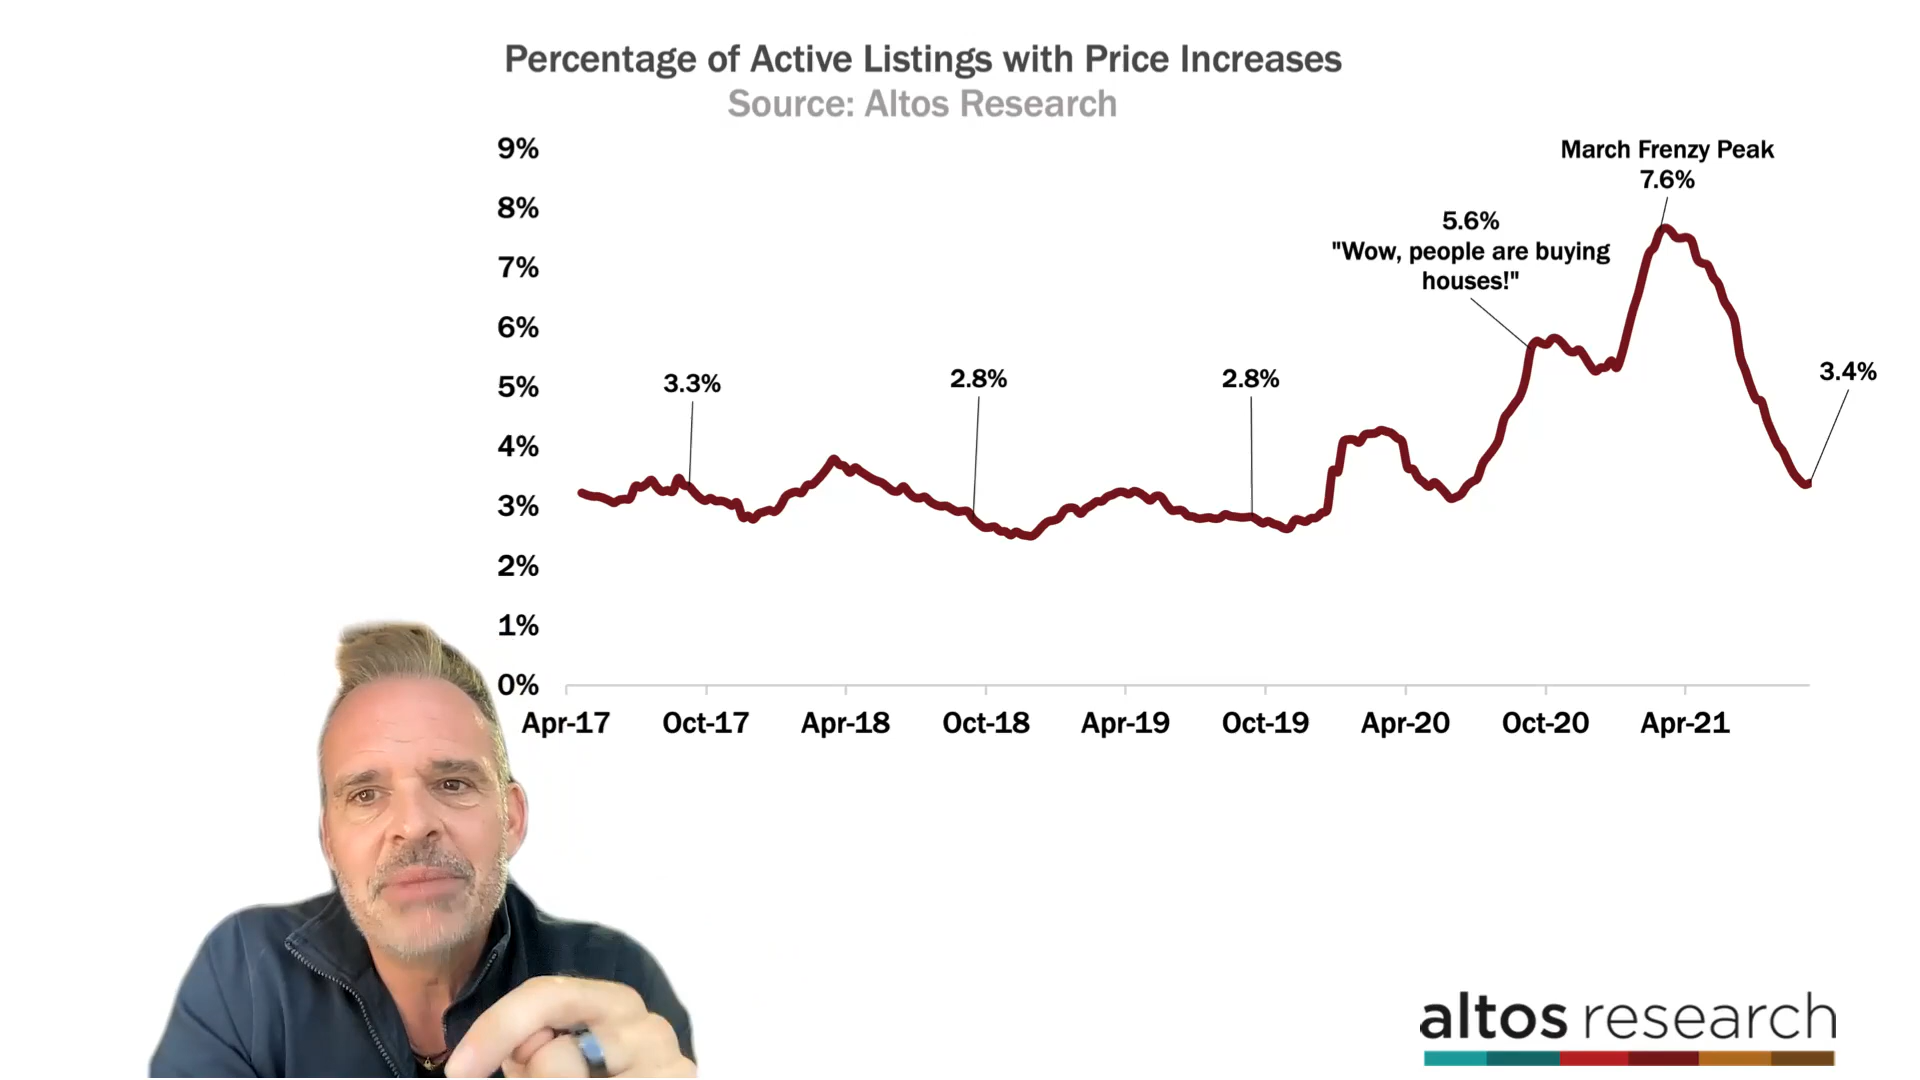 Percentage of Active Listings with Price Increases
Source: Altos Research
9%
March Frenzy Peak
7.6%
8%
5.6%
"Wow, people are buying
houses!"
7%
6%
5%
3.3%
2.8%
2.8%
3.4%
4%
3%
2%
1%
0%
Apr-17 Oct-17 Apr-18 Oct-18 Apr-19 Oct-19 Apr-20 Oct-20 Apr-21
altos research